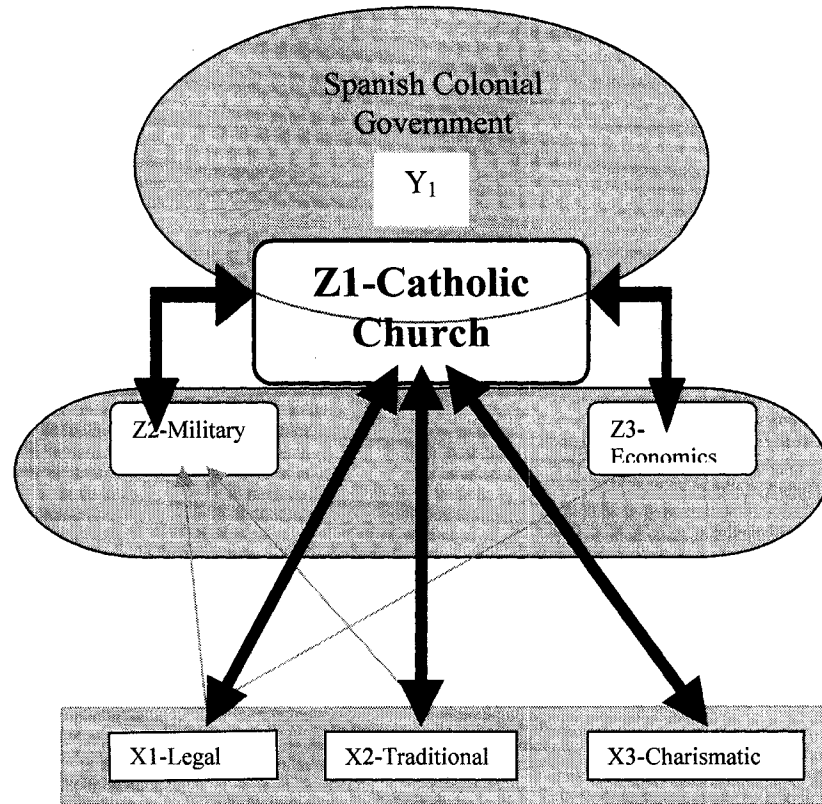 Spanish Colonial
Government
Y₁
Z1-Catholic
Church
Z2-Military
Z3-
Economics
X1-Legal
X2-Traditional
X3-Charismatic